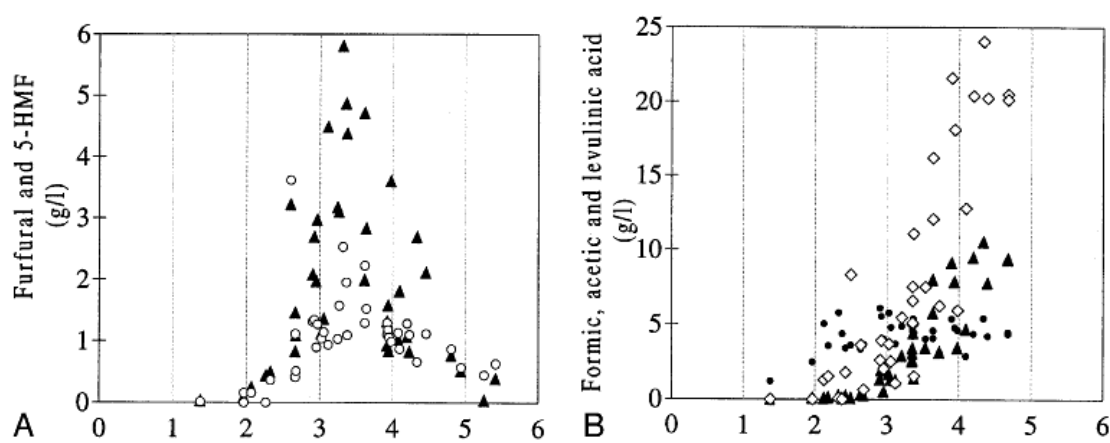 Furfural and 5-HMF
(g/l)
6
5
4
3
2
1
0
0 1 2 3 4 5 6
A
Formic, acetic and levulinic acid
(g/l)
25
20
15
10
5
0
0 1 2 3 4 5 6
B